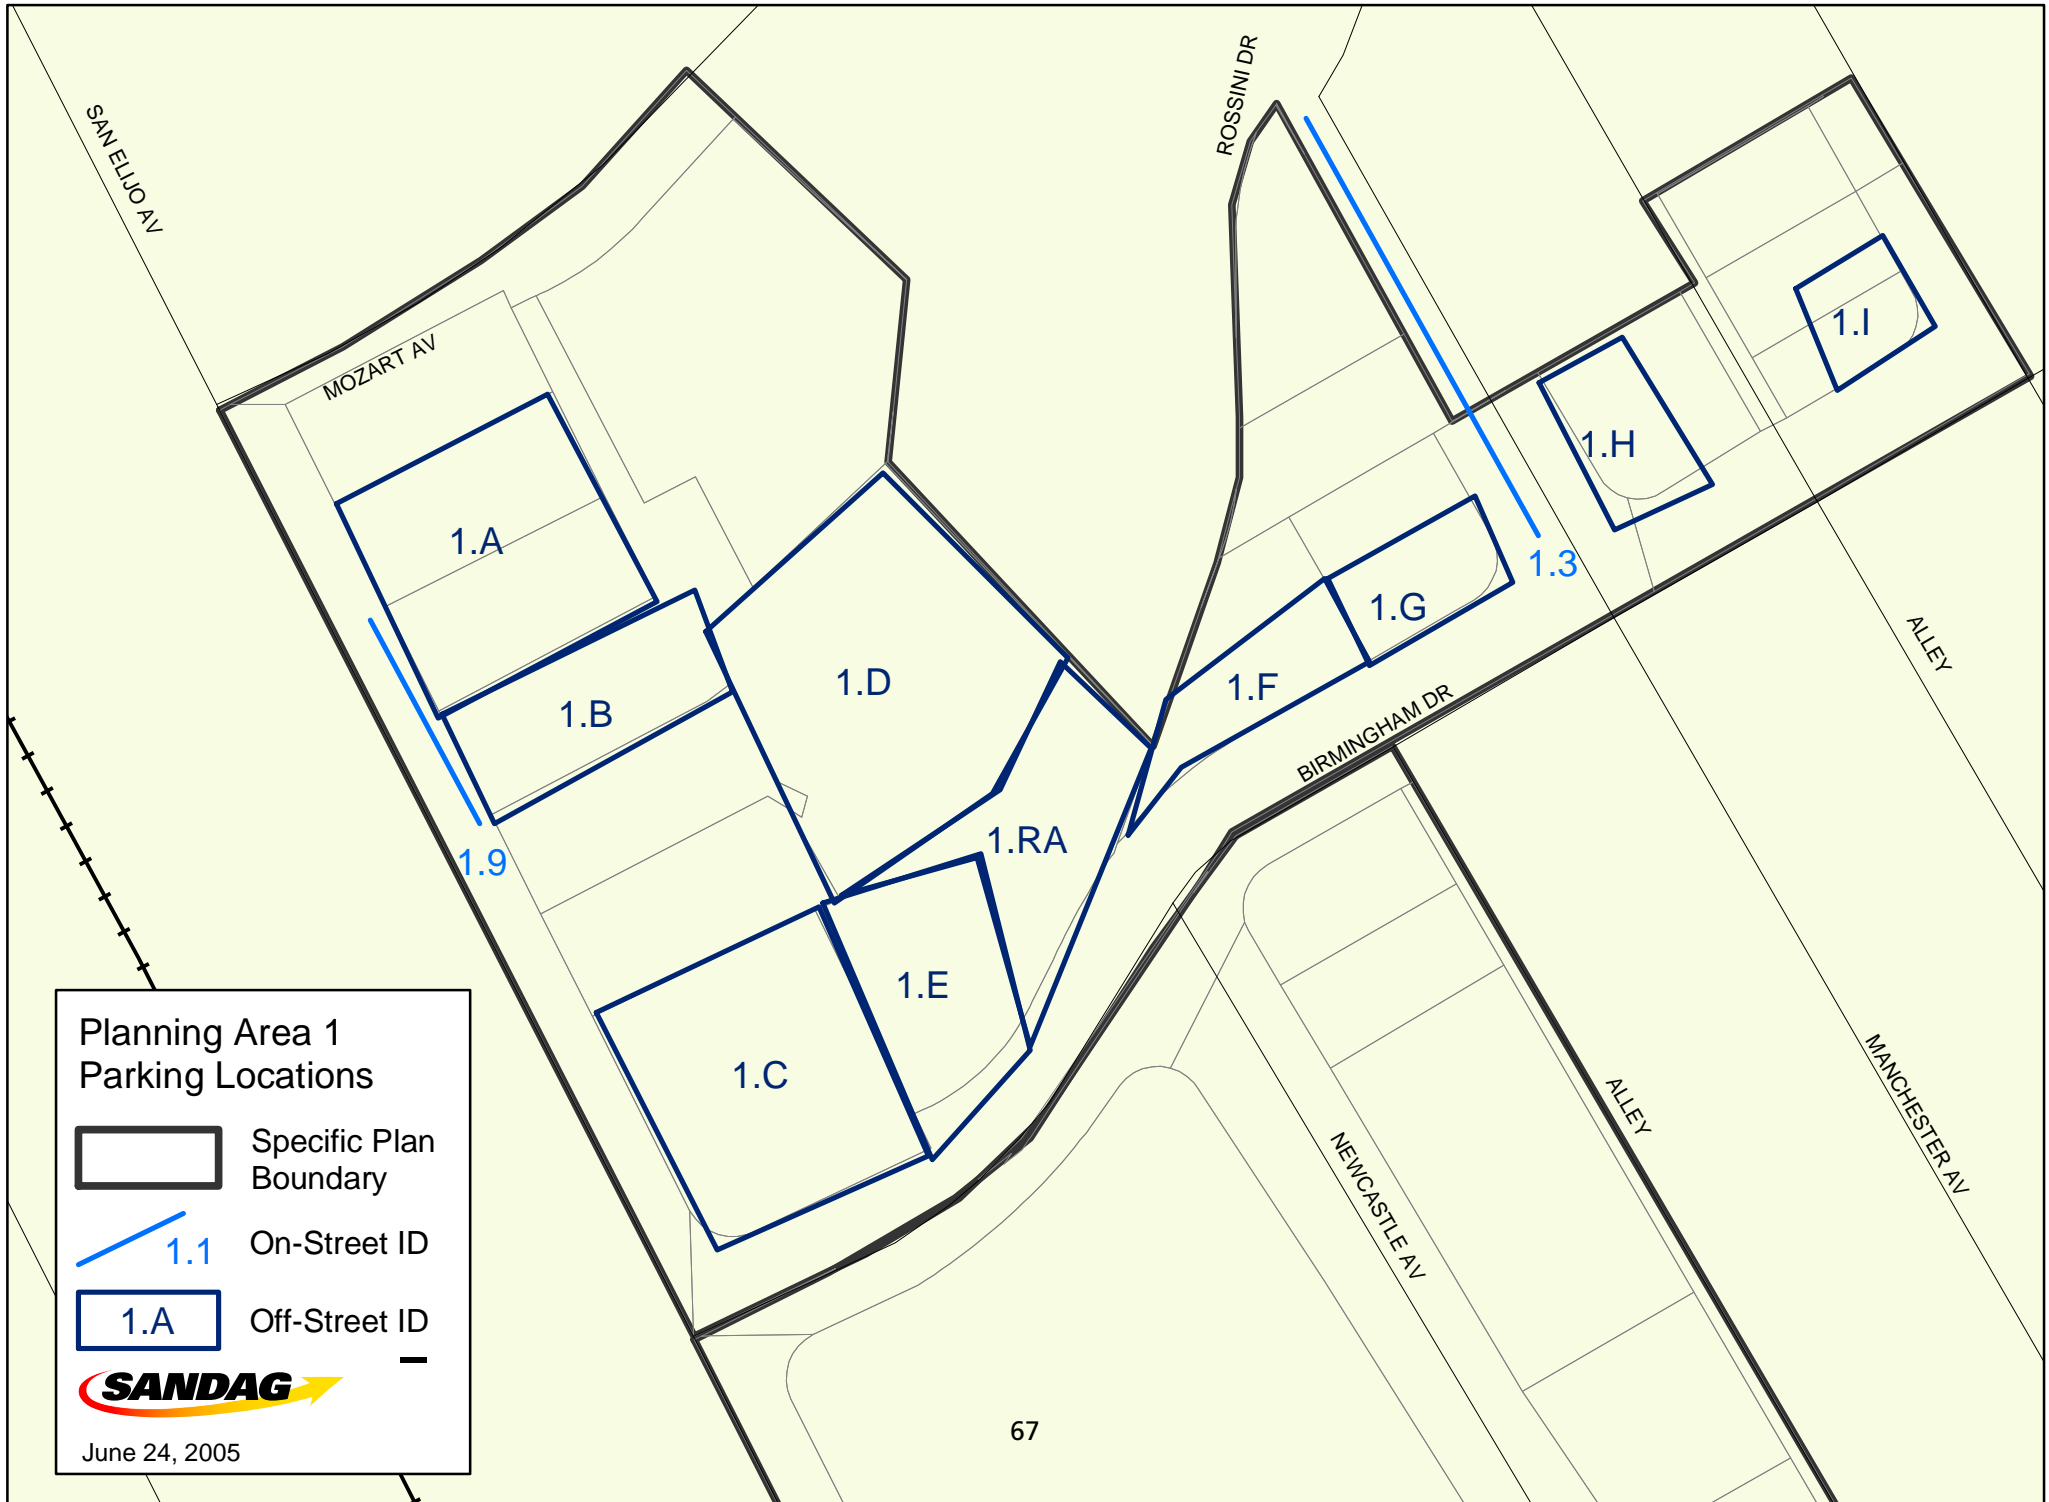 SAN ELIJO AV
ROSSINI DR
MOZART AV
1.A
1.B
1.D
1.I
1.H
1.3
1.G
1.F
ALLEY
BIRMINGHAM DR
1.RA
1.9
1.E
1.C
ALLEY
MANCHESTER AV
NEWCASTLE AV
Planning Area 1
Parking Locations
Specific Plan
Boundary
1.1 On-Street ID
1.A Off-Street ID
SANDAG
June 24, 2005
67